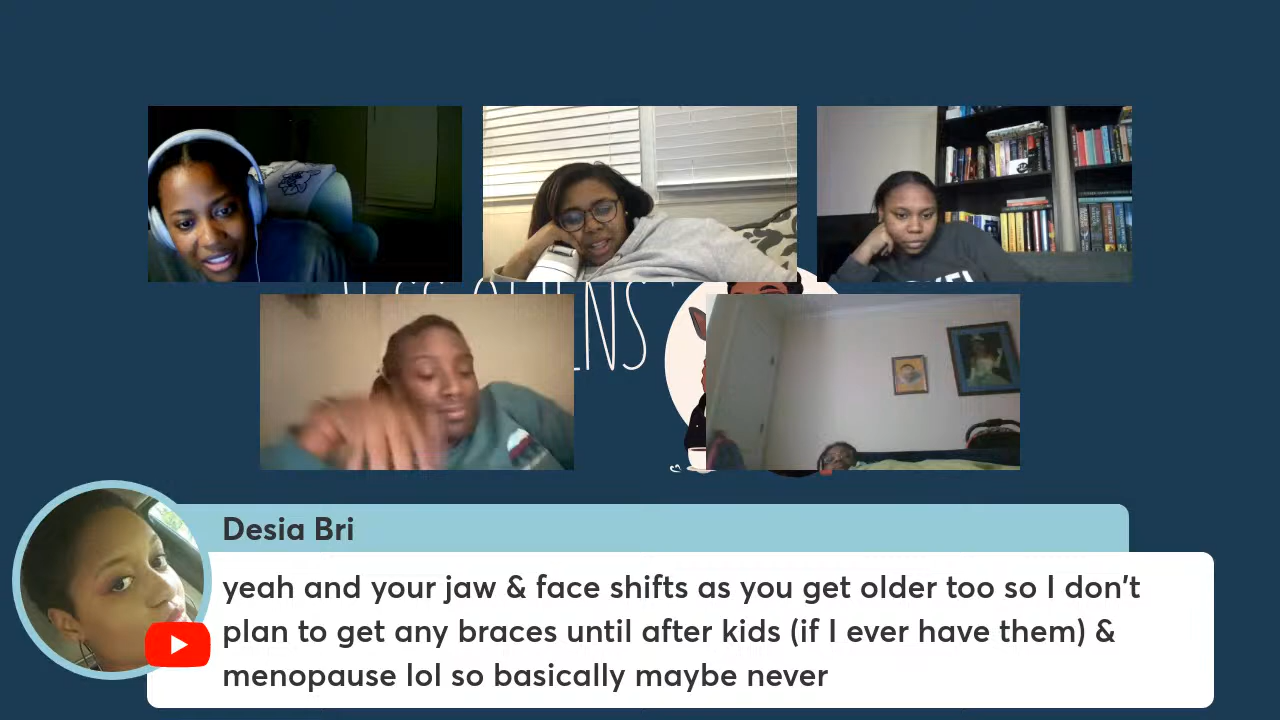 Desia Bri
yeah and your jaw & face shifts as you get older too so I don't
plan to get any braces until after kids (if I ever have them) &
menopause lol so basically maybe never